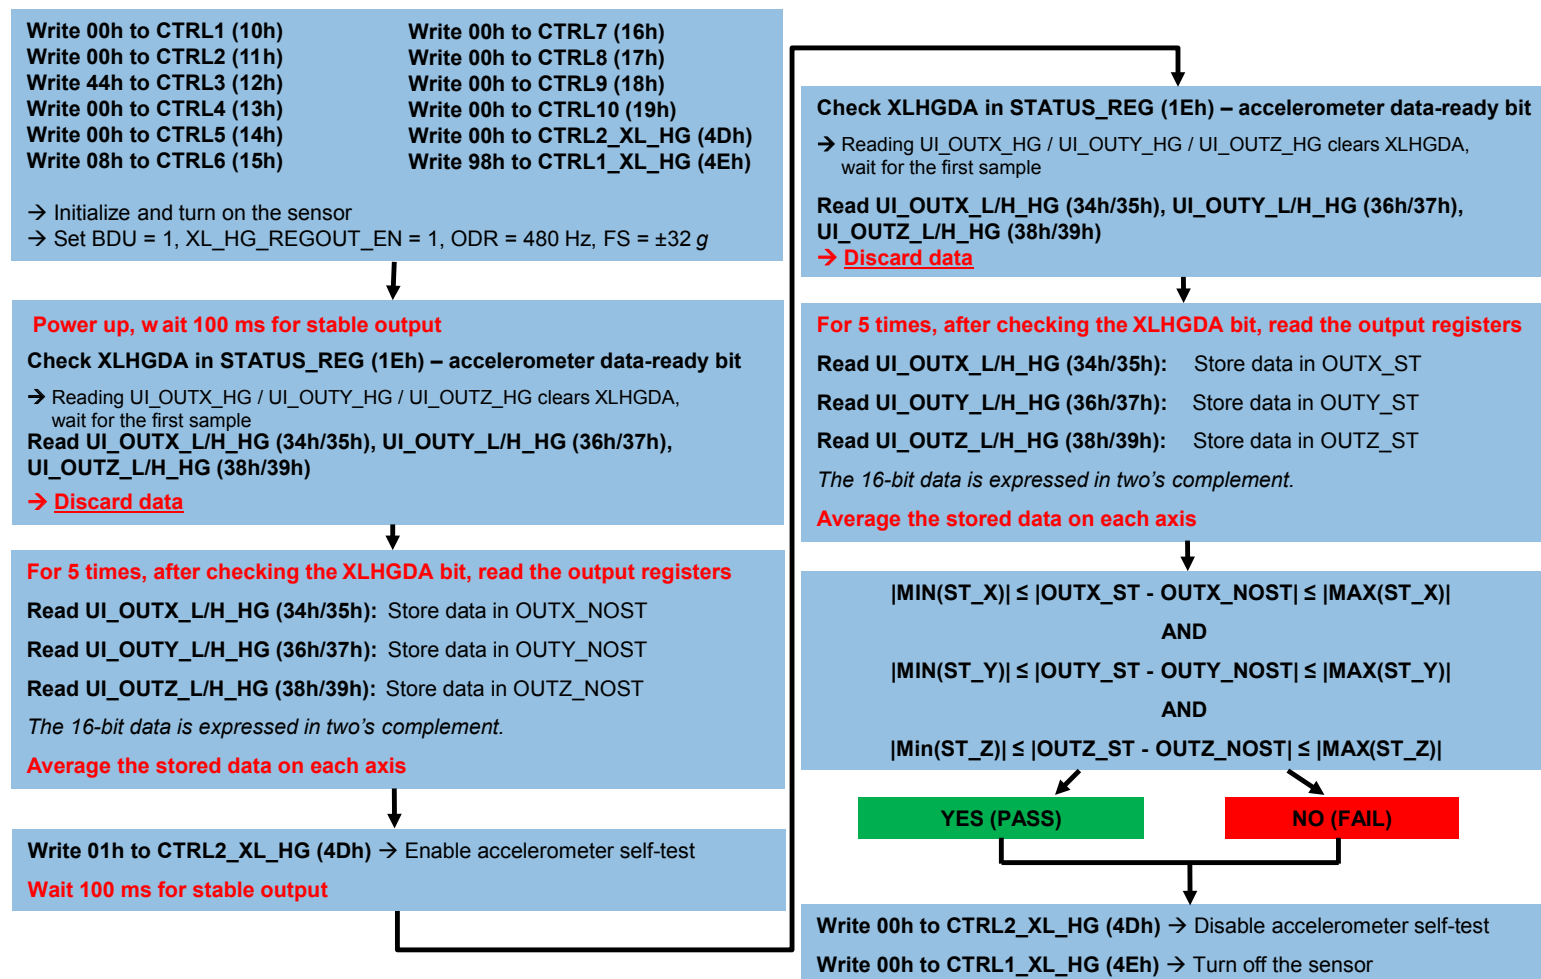 Write 00h to CTRL1 (10h)
Write 00h to CTRL2 (11h)
Write 44h to CTRL3 (12h)
Write 00h to CTRL4 (13h)
Write 00h to CTRL5 (14h)
Write 08h to CTRL6 (15h)
Write 00h to CTRL7 (16h)
Write 00h to CTRL8 (17h)
Write 00h to CTRL9 (18h)
Write 00h to CTRL10 (19h)
Write 00h to CTRL2_XL_HG (4Dh)
Write 98h to CTRL1_XL_HG (4Eh)
→ Initialize and turn on the sensor
→ Set BDU = 1, XL_HG_REGOUT_EN = 1, ODR = 480 Hz, FS = ±32 g
Power up, w ait 100 ms for stable output
Check XLHGDA in STATUS_REG (1Eh) – accelerometer data-ready bit
→ Reading UI_OUTX_HG / UI_OUTY_HG / UI_OUTZ_HG clears XLHGDA,
wait for the first sample
Read UI_OUTX_L/H_HG (34h/35h), UI_OUTY_L/H_HG (36h/37h),
UI_OUTZ_L/H_HG (38h/39h)
→ Discard data
For 5 times, after checking the XLHGDA bit, read the output registers
Read UI_OUTX_L/H_HG (34h/35h): Store data in OUTX_NOST
Read UI_OUTY_L/H_HG (36h/37h): Store data in OUTY_NOST
Read UI_OUTZ_L/H_HG (38h/39h): Store data in OUTZ_NOST
The 16-bit data is expressed in two’s complement.
Average the stored data on each axis
Write 01h to CTRL2_XL_HG (4Dh) → Enable accelerometer self-test
Wait 100 ms for stable output
Check XLHGDA in STATUS_REG (1Eh) – accelerometer data-ready bit
→ Reading UI_OUTX_HG / UI_OUTY_HG / UI_OUTZ_HG clears XLHGDA,
wait for the first sample
Read UI_OUTX_L/H_HG (34h/35h), UI_OUTY_L/H_HG (36h/37h),
UI_OUTZ_L/H_HG (38h/39h)
→ Discard data
For 5 times, after checking the XLHGDA bit, read the output registers
Read UI_OUTX_L/H_HG (34h/35h): Store data in OUTX_ST
Read UI_OUTY_L/H_HG (36h/37h): Store data in OUTY_ST
Read UI_OUTZ_L/H_HG (38h/39h): Store data in OUTZ_ST
The 16-bit data is expressed in two’s complement.
Average the stored data on each axis
|MIN(ST_X)| ≤ |OUTX_ST - OUTX_NOST| ≤ |MAX(ST_X)|
AND
|MIN(ST_Y)| ≤ |OUTY_ST - OUTY_NOST| ≤ |MAX(ST_Y)|
AND
|Min(ST_Z)| ≤ |OUTZ_ST - OUTZ_NOST| ≤ |MAX(ST_Z)|
YES (PASS)
NO (FAIL)
Write 00h to CTRL2_XL_HG (4Dh) → Disable accelerometer self-test
Write 00h to CTRL1_XL_HG (4Eh) → Turn off the sensor